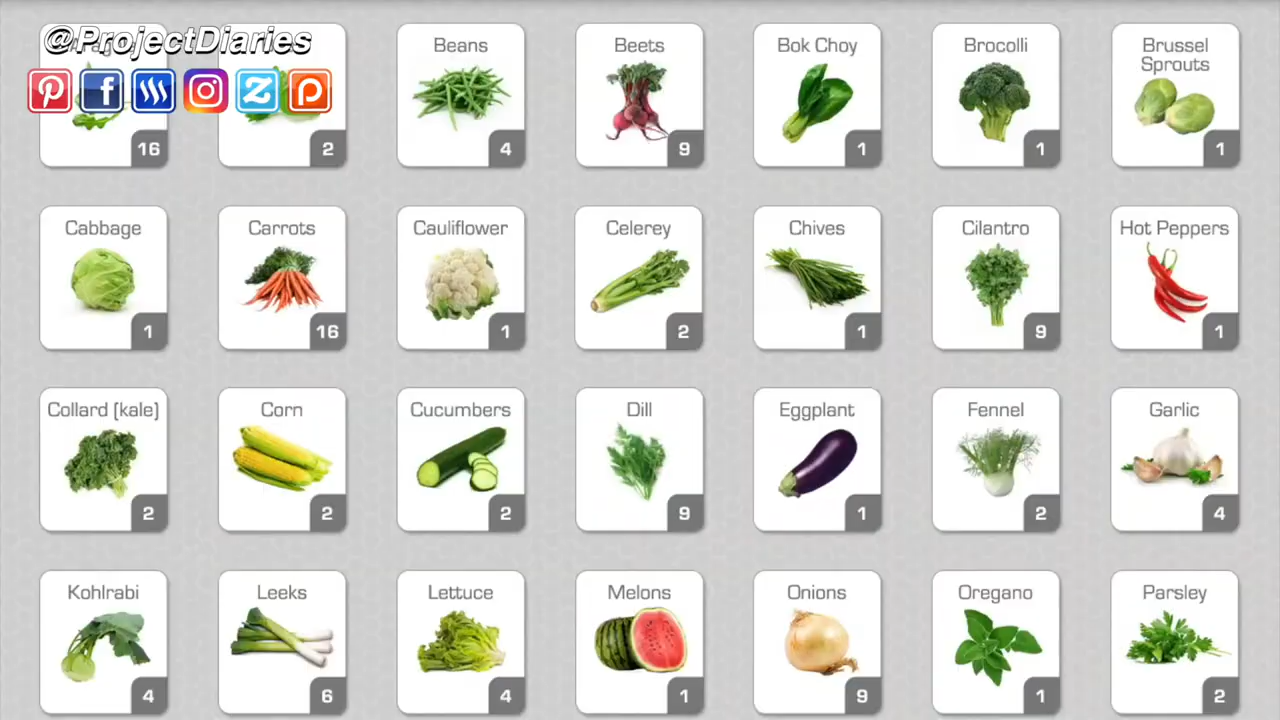 @ProjectDiaries
Beans
Beets
Bok Choy
Brocolli
Brussel
Sprouts
16
2
4
9
1
1
1
Cabbage
Carrots
Cauliflower
Celerey
Chives
Cilantro
Hot Peppers
1
16
1
2
1
9
1
Collard (kale)
Corn
Cucumbers
Dill
Eggplant
Fennel
Garlic
2
2
2
9
1
2
4
Kohlrabi
Leeks
Lettuce
Melons
Onions
Oregano
Parsley
4
6
4
1
9
1
2